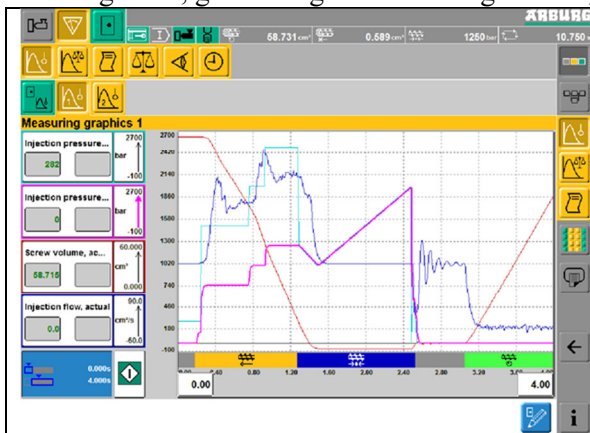 ARBURG
58.731 cm³ 0.589 cm³ 1250 bar 10.750
Measuring graphics 1
Injection pressure...
282
2700
bar
-100
Injection pressure...
0
2700
bar
-100
Screw volume, ac...
58.715
60.000
cm³
0.000
Injection flow, actual
0.0
90.0
cm³/s
-60.0
0.000s
4.000s
2700
2420
2140
1860
1580
1300
1020
740
460
180
-100
0.40 0.80 1.20 1.60 2.00 2.40 2.80 3.20 3.60
0.00
4.00
i